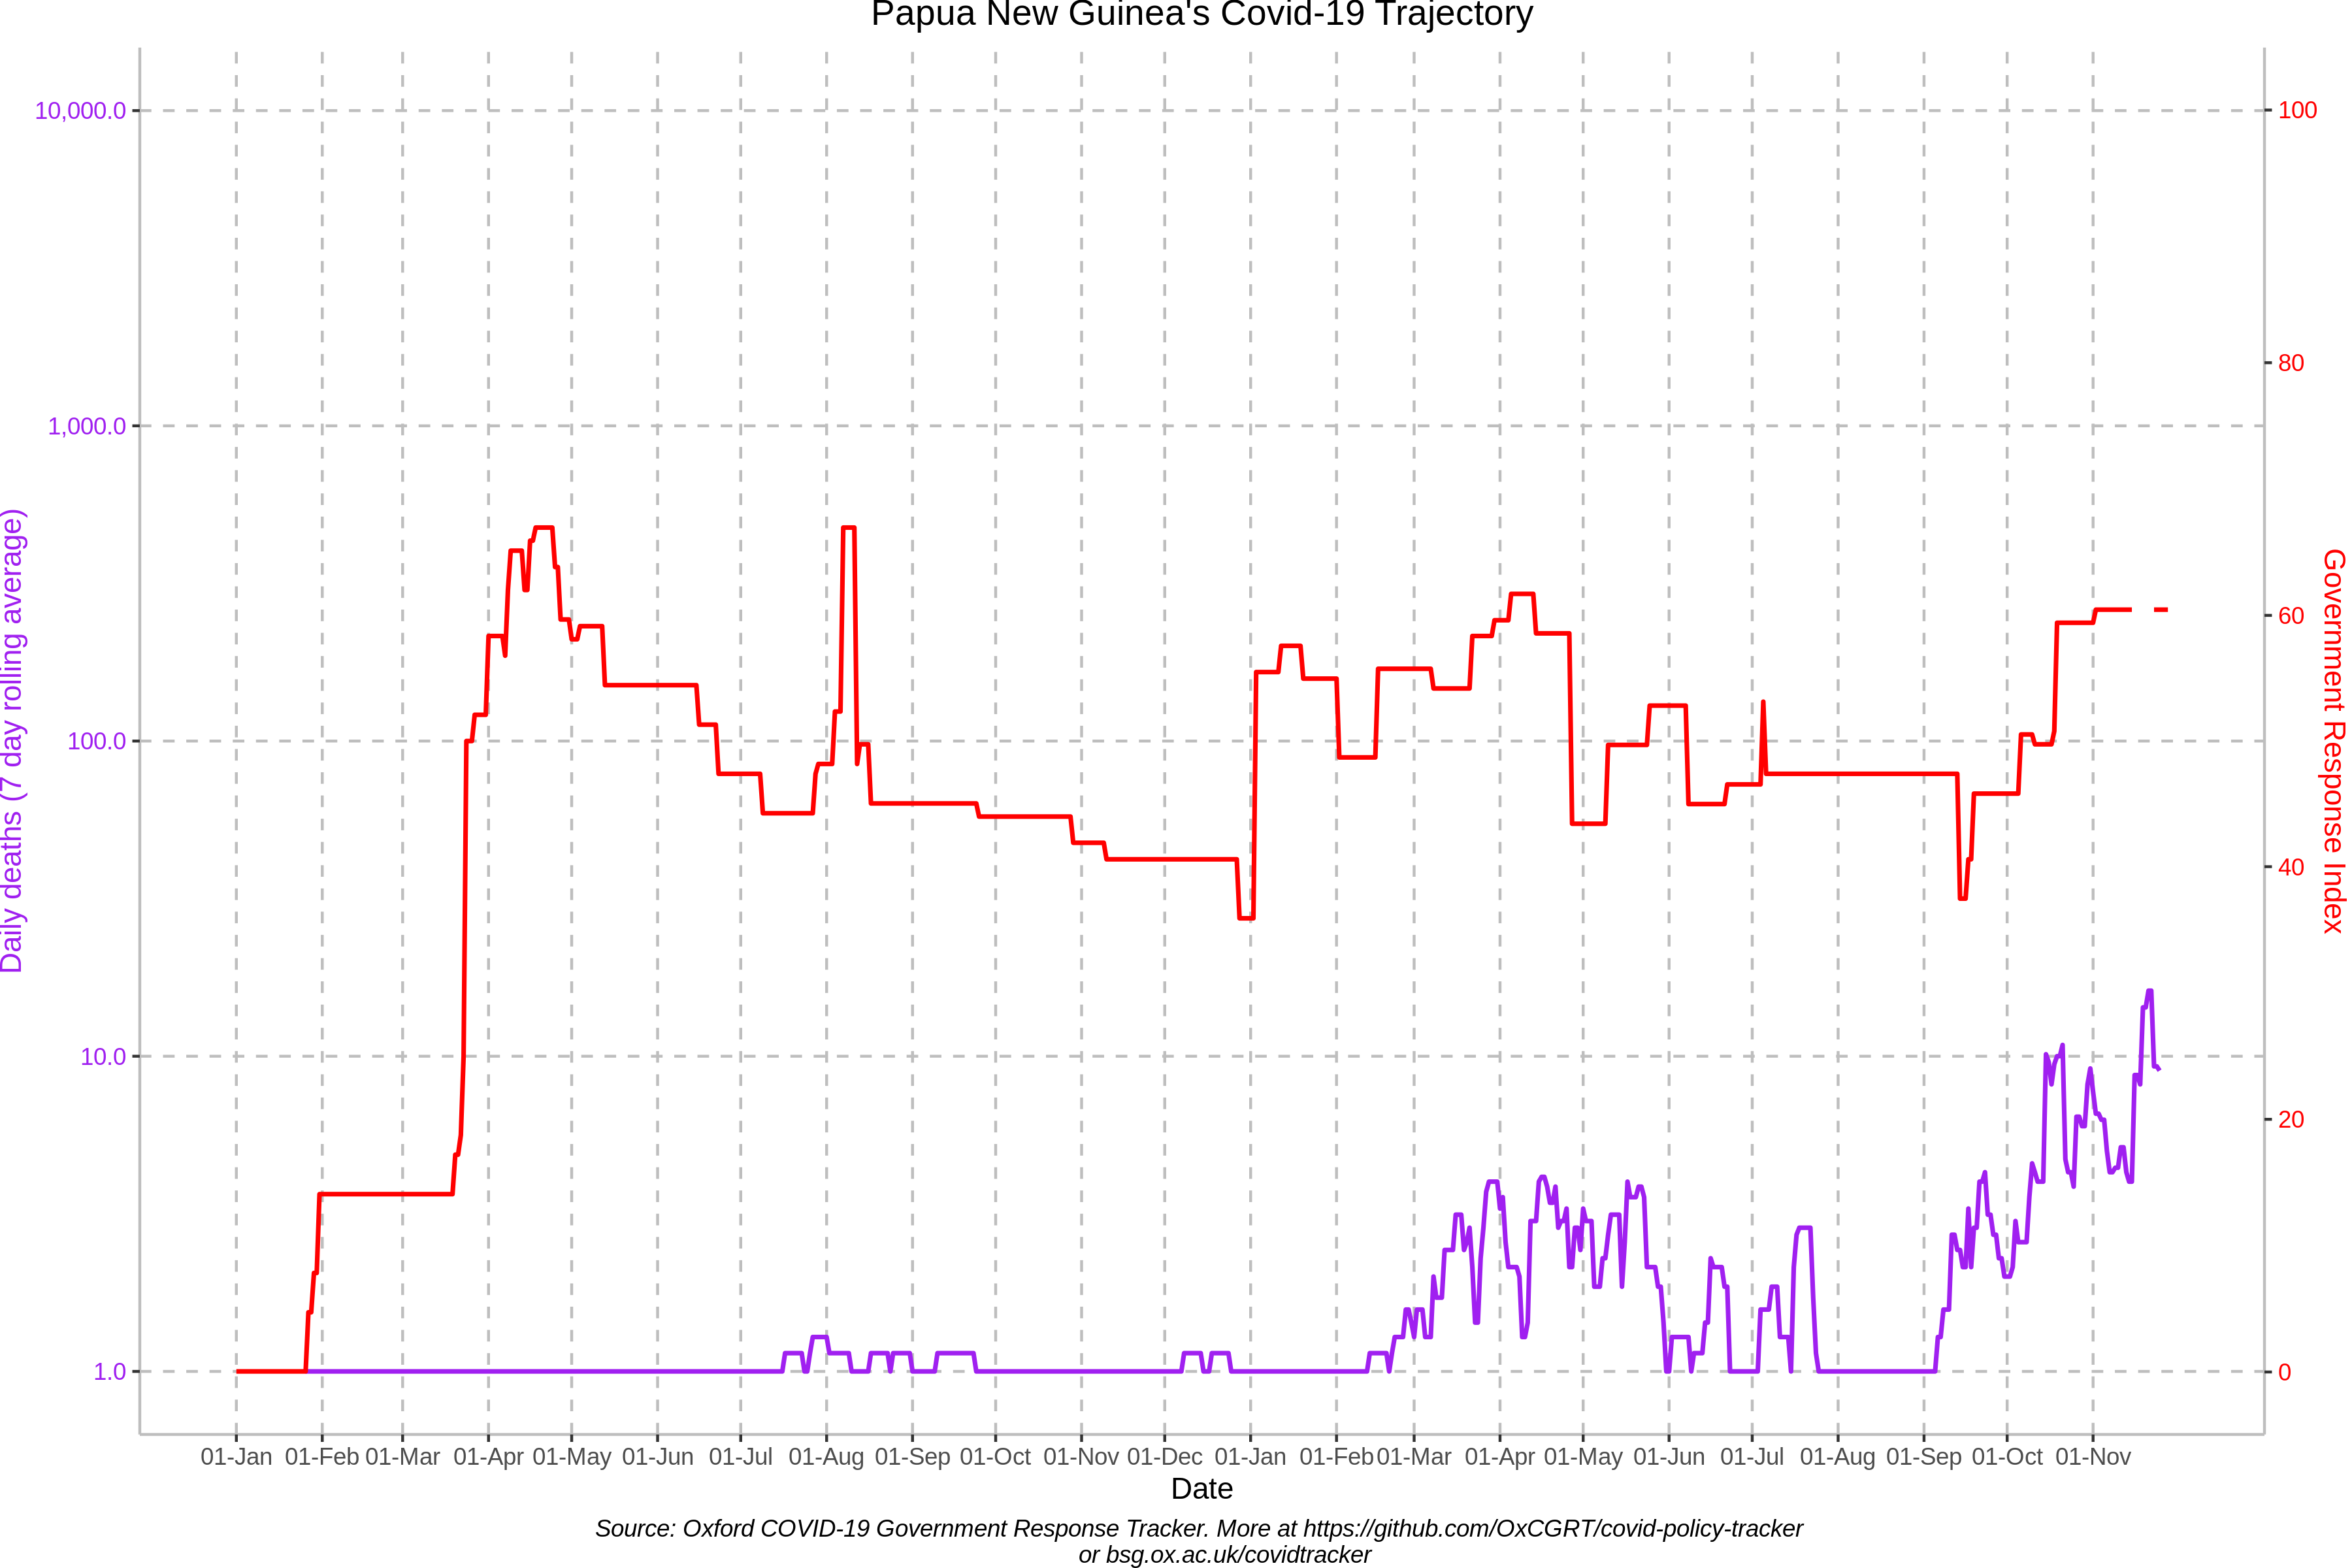 Papua New Guinea's Covid-19 Trajectory
10,000.0
1,000.0
100.0
10.0
1.0
Daily deaths (7 day rolling average)
100
80
60
40
20
0
Government Response Index
01-Jan 01-Feb 01-Mar 01-Apr 01-May 01-Jun 01-Jul 01-Aug 01-Sep 01-Oct 01-Nov 01-Dec 01-Jan 01-Feb 01-Mar 01-Apr 01-May 01-Jun 01-Jul 01-Aug 01-Sep 01-Oct 01-Nov
Date
Source: Oxford COVID-19 Government Response Tracker. More at https://github.com/OxCGRT/covid-policy-tracker
or bsg.ox.ac.uk/covidtracker